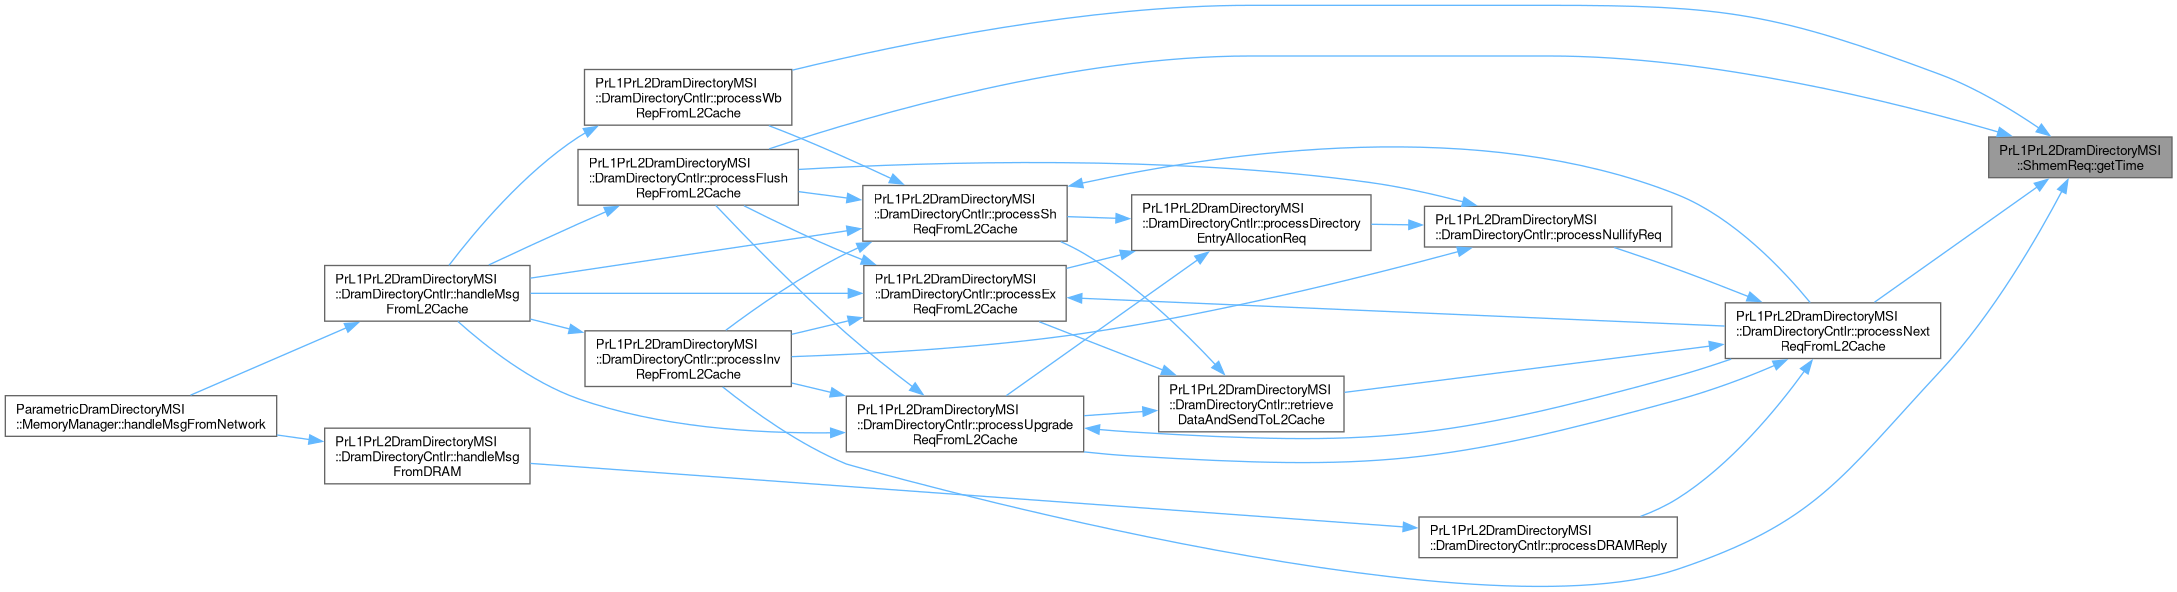 PrL1PrL2DramDirectoryMSI
::DramDirectoryCntlr::processWb
RepFromL2Cache
PrL1PrL2DramDirectoryMSI
::ShmemReq::getTime
PrL1PrL2DramDirectoryMSI
::DramDirectoryCntlr::processFlush
RepFromL2Cache
PrL1PrL2DramDirectoryMSI
::DramDirectoryCntlr::processSh
ReqFromL2Cache
PrL1PrL2DramDirectoryMSI
::DramDirectoryCntlr::processDirectory
EntryAllocationReq
PrL1PrL2DramDirectoryMSI
::DramDirectoryCntlr::processNullifyReq
PrL1PrL2DramDirectoryMSI
::DramDirectoryCntlr::handleMsg
FromL2Cache
PrL1PrL2DramDirectoryMSI
::DramDirectoryCntlr::processEx
ReqFromL2Cache
PrL1PrL2DramDirectoryMSI
::DramDirectoryCntlr::processNext
ReqFromL2Cache
PrL1PrL2DramDirectoryMSI
::DramDirectoryCntlr::processInv
RepFromL2Cache
PrL1PrL2DramDirectoryMSI
::DramDirectoryCntlr::retrieve
DataAndSendToL2Cache
ParametricDramDirectoryMSI
::MemoryManager::handleMsgFromNetwork
PrL1PrL2DramDirectoryMSI
::DramDirectoryCntlr::processUpgrade
ReqFromL2Cache
PrL1PrL2DramDirectoryMSI
::DramDirectoryCntlr::handleMsg
FromDRAM
PrL1PrL2DramDirectoryMSI
::DramDirectoryCntlr::processDRAMReply